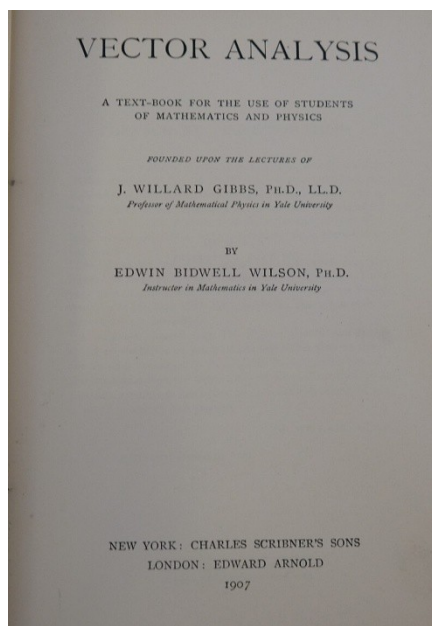 VECTOR ANALYSIS
A TEXT-BOOK FOR THE USE OF STUDENTS
OF MATHEMATICS AND PHYSICS
FOUNDED UPON THE LECTURES OF
J. WILLARD GIBBS, PH.D., LL.D.
Professor of Mathematical Physics in Yale University
BY
EDWIN BIDWELL WILSON, PH.D.
Instructor in Mathematics in Yale University
NEW YORK: CHARLES SCRIBNER'S SONS
LONDON: EDWARD ARNOLD
1907